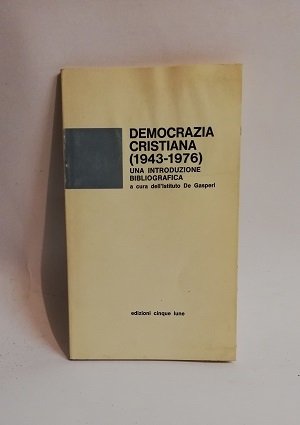 DEMOCRAZIA
CRISTIANA
(1943-1976)
UNA INTRODUZIONE
BIBLIOGRAFICA
a cura dell'Istituto De Gasperi
edizioni cinque lune